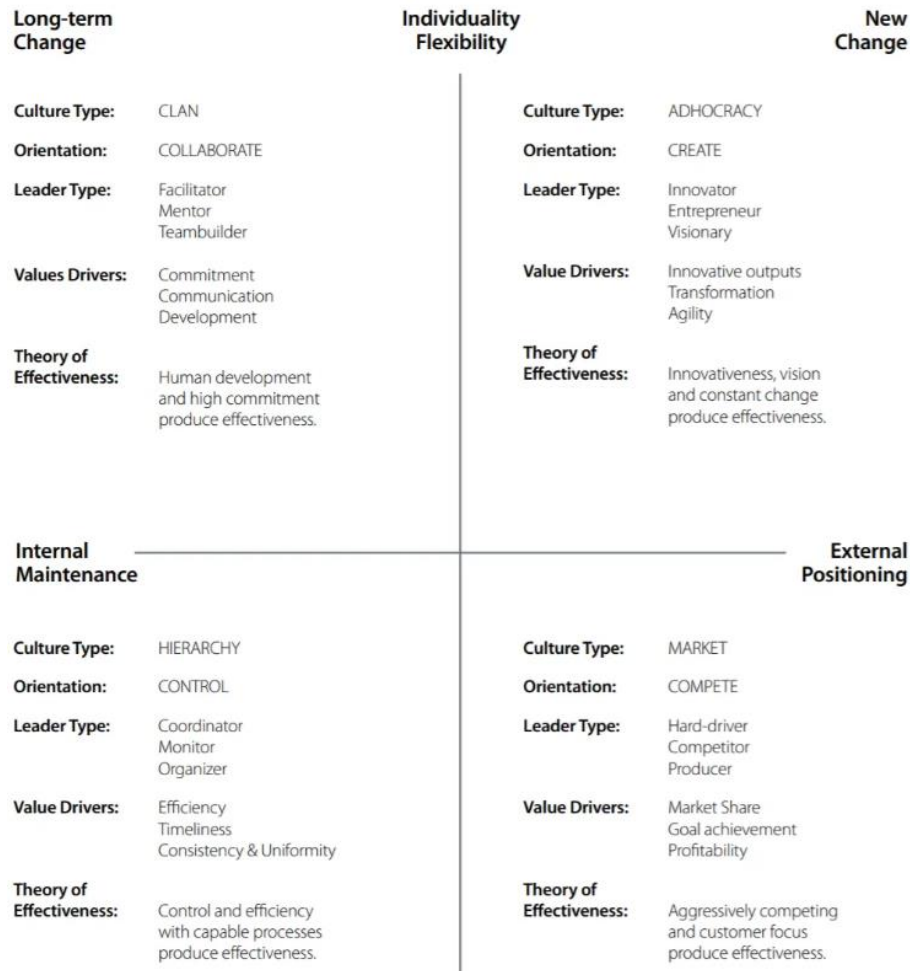 Long-term
Change
Individuality
Flexibility
New
Change
Culture Type: CLAN
Orientation: COLLABORATE
Leader Type: Facilitator
Mentor
Teambuilder
Values Drivers: Commitment
Communication
Development
Theory of
Effectiveness: Human development
and high commitment
produce effectiveness.
Culture Type: ADHOCRACY
Orientation: CREATE
Leader Type: Innovator
Entrepreneur
Visionary
Value Drivers: Innovative outputs
Transformation
Agility
Theory of
Effectiveness: Innovativeness, vision
and constant change
produce effectiveness.
Internal
Maintenance
External
Positioning
Culture Type: HIERARCHY
Orientation: CONTROL
Leader Type: Coordinator
Monitor
Organizer
Value Drivers: Efficiency
Timeliness
Consistency & Uniformity
Theory of
Effectiveness: Control and efficiency
with capable processes
produce effectiveness.
Culture Type: MARKET
Orientation: COMPETE
Leader Type: Hard-driver
Competitor
Producer
Value Drivers: Market Share
Goal achievement
Profitability
Theory of
Effectiveness: Aggressively competing
and customer focus
produce effectiveness.